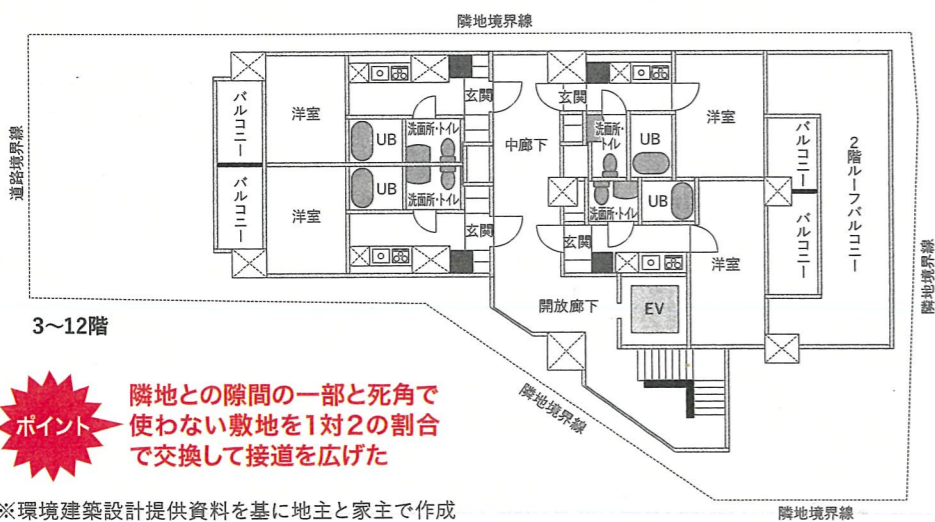 隣地境界線
道路境界線
バルコニー
バルコニー
洋室
洋室
UB
UB
洗面所・トイレ
洗面所・トイレ
玄関
玄関
中廊下
開放廊下
玄関
玄関
洗面所・
トイレ
洗面所・トイレ
UB
UB
EV
洋室
洋室
バルコニー
バルコニー
2階ルーフバルコニー
隣地境界線
隣地境界線
隣地境界線
3〜12階
ポイント
隣地との隙間の一部と死角で
使わない敷地を1対2の割合
で交換して接道を広げた
※環境建築設計提供資料を基に地主と家主で作成